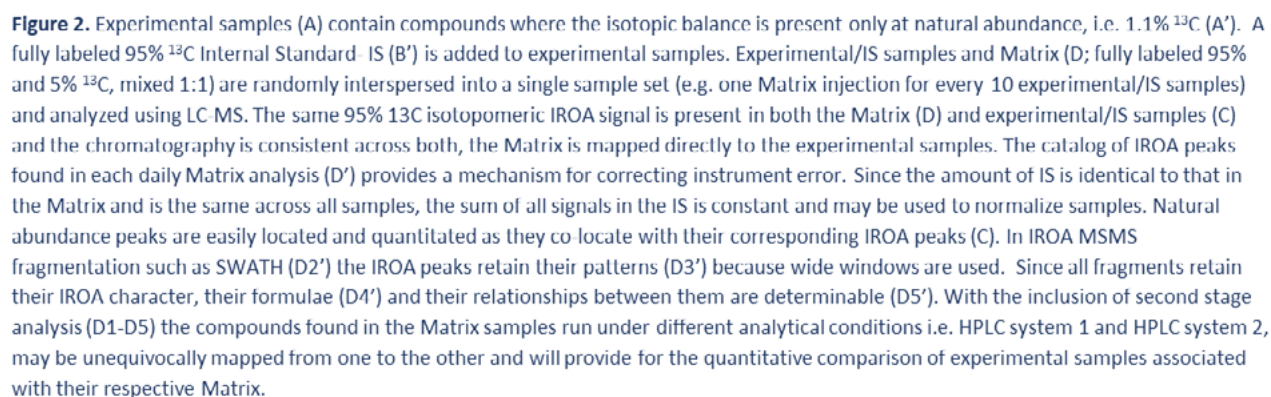 Figure 2. Experimental samples (A) contain compounds where the isotopic balance is present only at natural abundance, i.e. 1.1% ¹³C (A’). A
fully labeled 95% ¹³C Internal Standard- IS (B’) is added to experimental samples. Experimental/IS samples and Matrix (D; fully labeled 95%
and 5% ¹³C, mixed 1:1) are randomly interspersed into a single sample set (e.g. one Matrix injection for every 10 experimental/IS samples)
and analyzed using LC-MS. The same 95% 13C isotopomeric IROA signal is present in both the Matrix (D) and experimental/IS samples (C)
and the chromatography is consistent across both, the Matrix is mapped directly to the experimental samples. The catalog of IROA peaks
found in each daily Matrix analysis (D’) provides a mechanism for correcting instrument error. Since the amount of IS is identical to that in
the Matrix and is the same across all samples, the sum of all signals in the IS is constant and may be used to normalize samples. Natural
abundance peaks are easily located and quantitated as they co-locate with their corresponding IROA peaks (C). In IROA MSMS
fragmentation such as SWATH (D2’) the IROA peaks retain their patterns (D3’) because wide windows are used. Since all fragments retain
their IROA character, their formulae (D4’) and their relationships between them are determinable (D5’). With the inclusion of second stage
analysis (D1-D5) the compounds found in the Matrix samples run under different analytical conditions i.e. HPLC system 1 and HPLC system 2,
may be unequivocally mapped from one to the other and will provide for the quantitative comparison of experimental samples associated
with their respective Matrix.